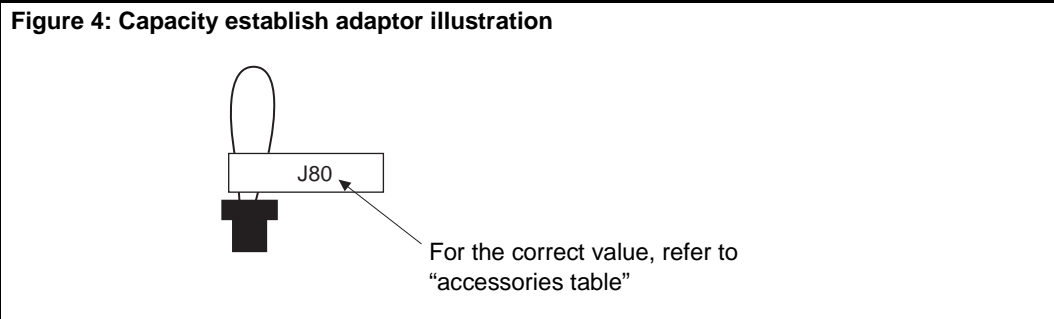 Figure 4: Capacity establish adaptor illustration
J80
For the correct value, refer to
“accessories table”